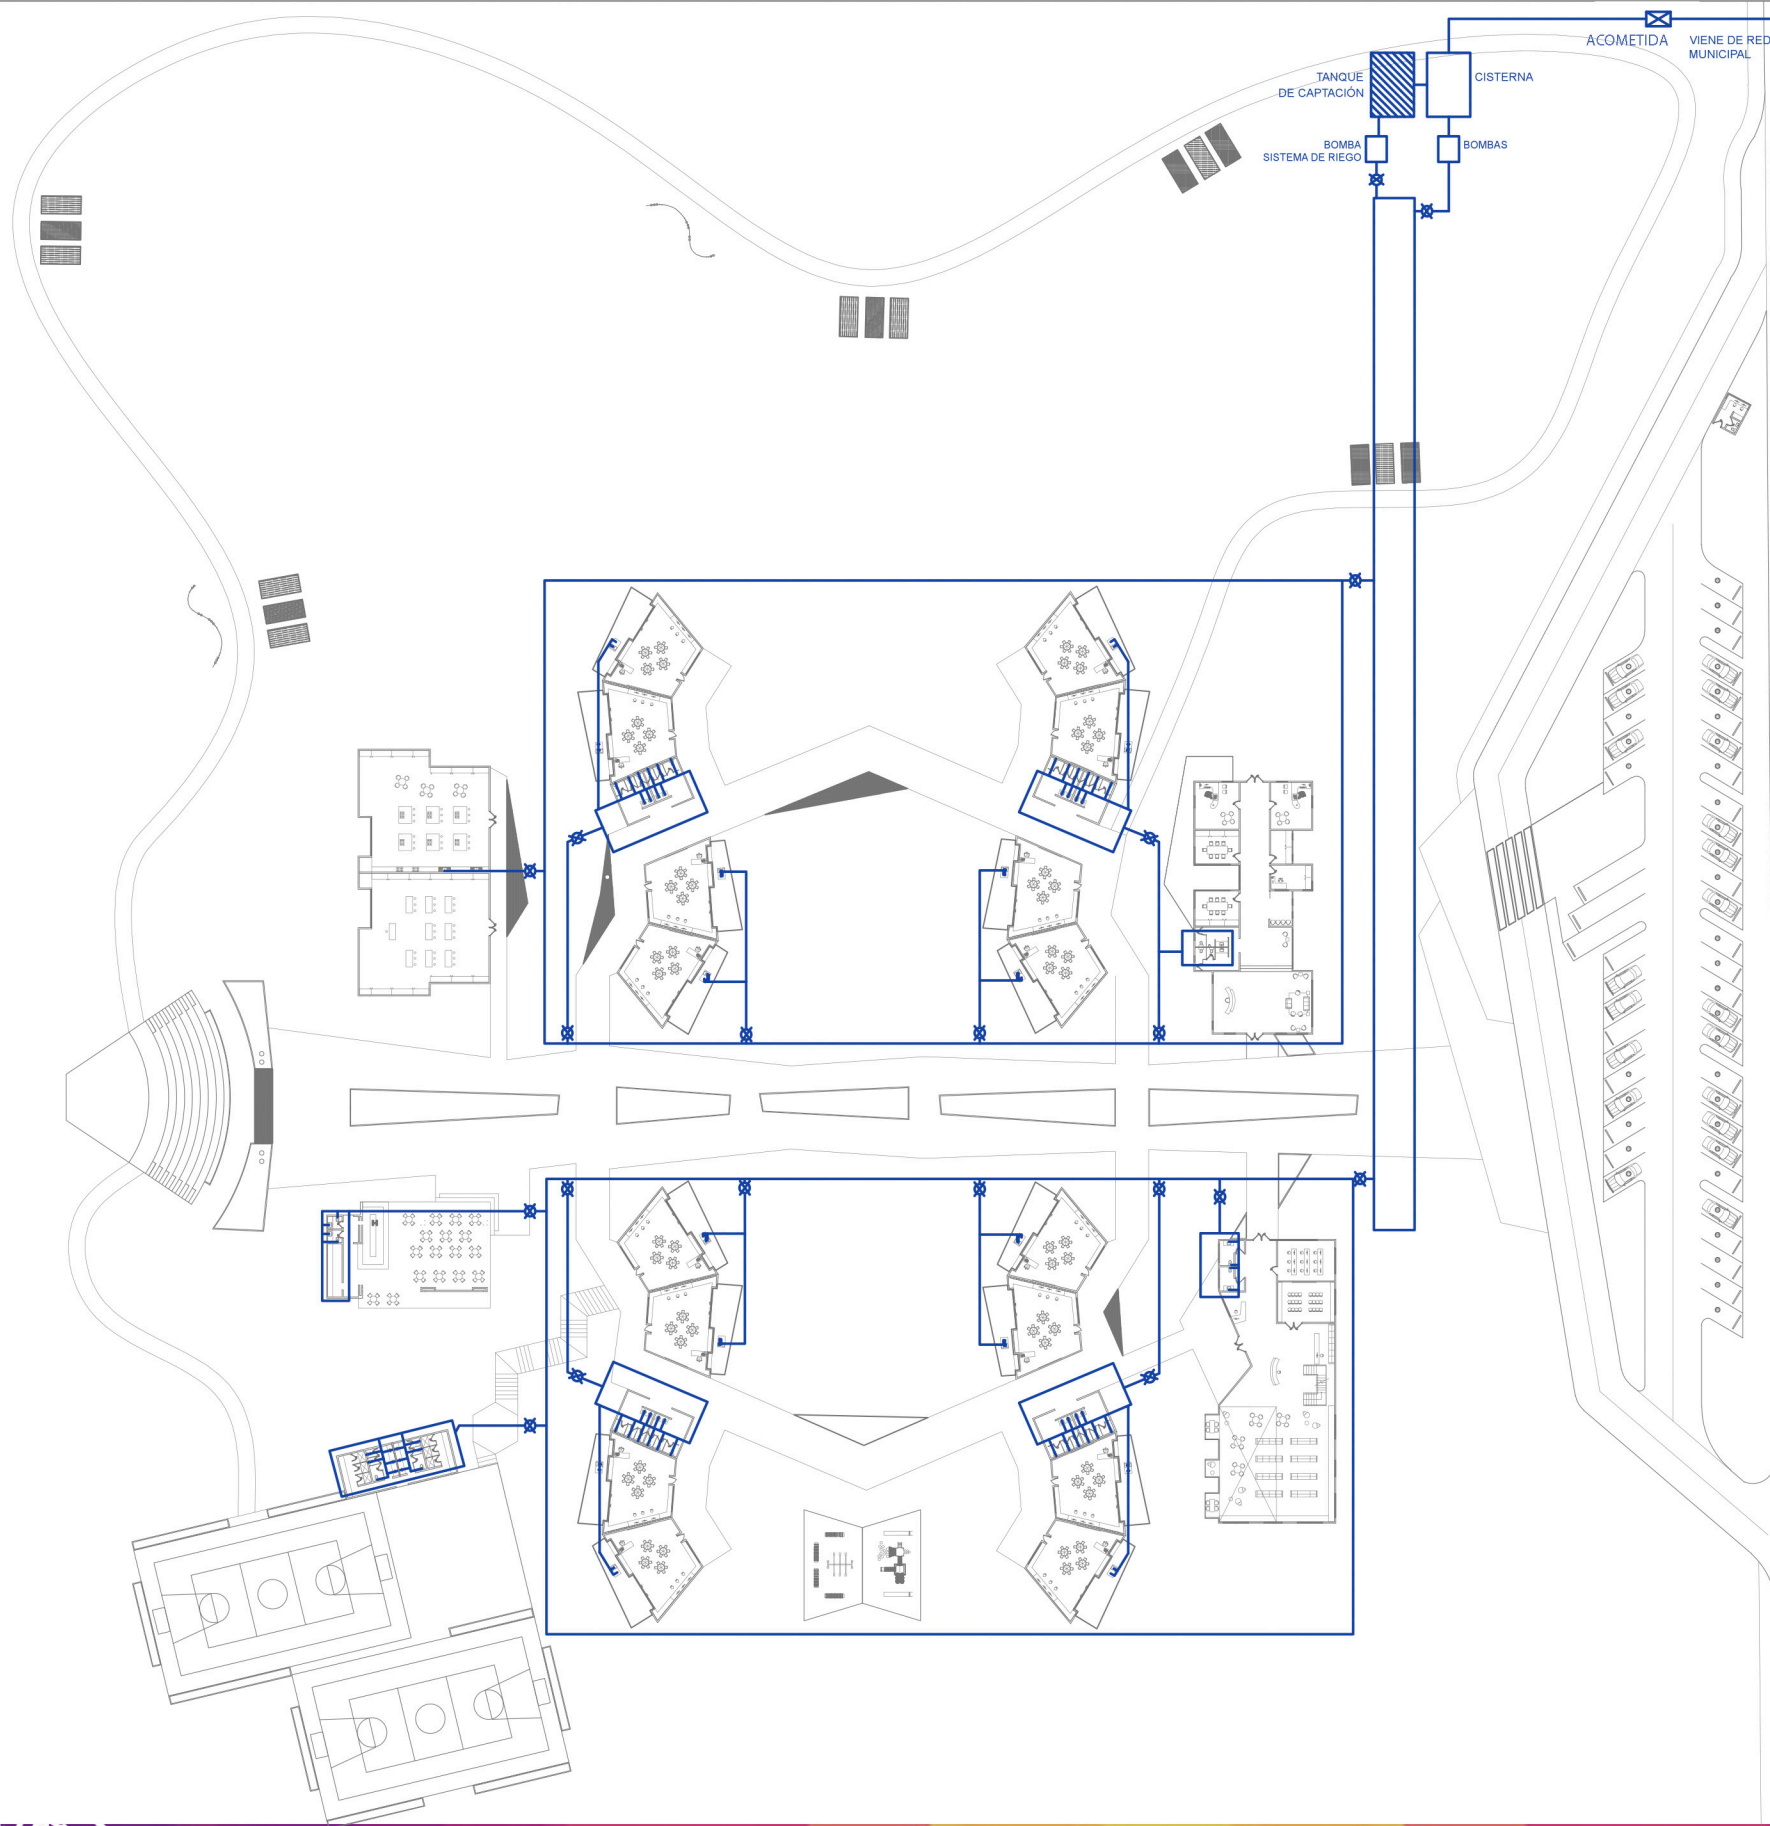 ACOMETIDA
VIENE DE RED
MUNICIPAL
TANQUE
DE CAPTACIÓN
CISTERNA
BOMBA
SISTEMA DE RIEGO
BOMBAS